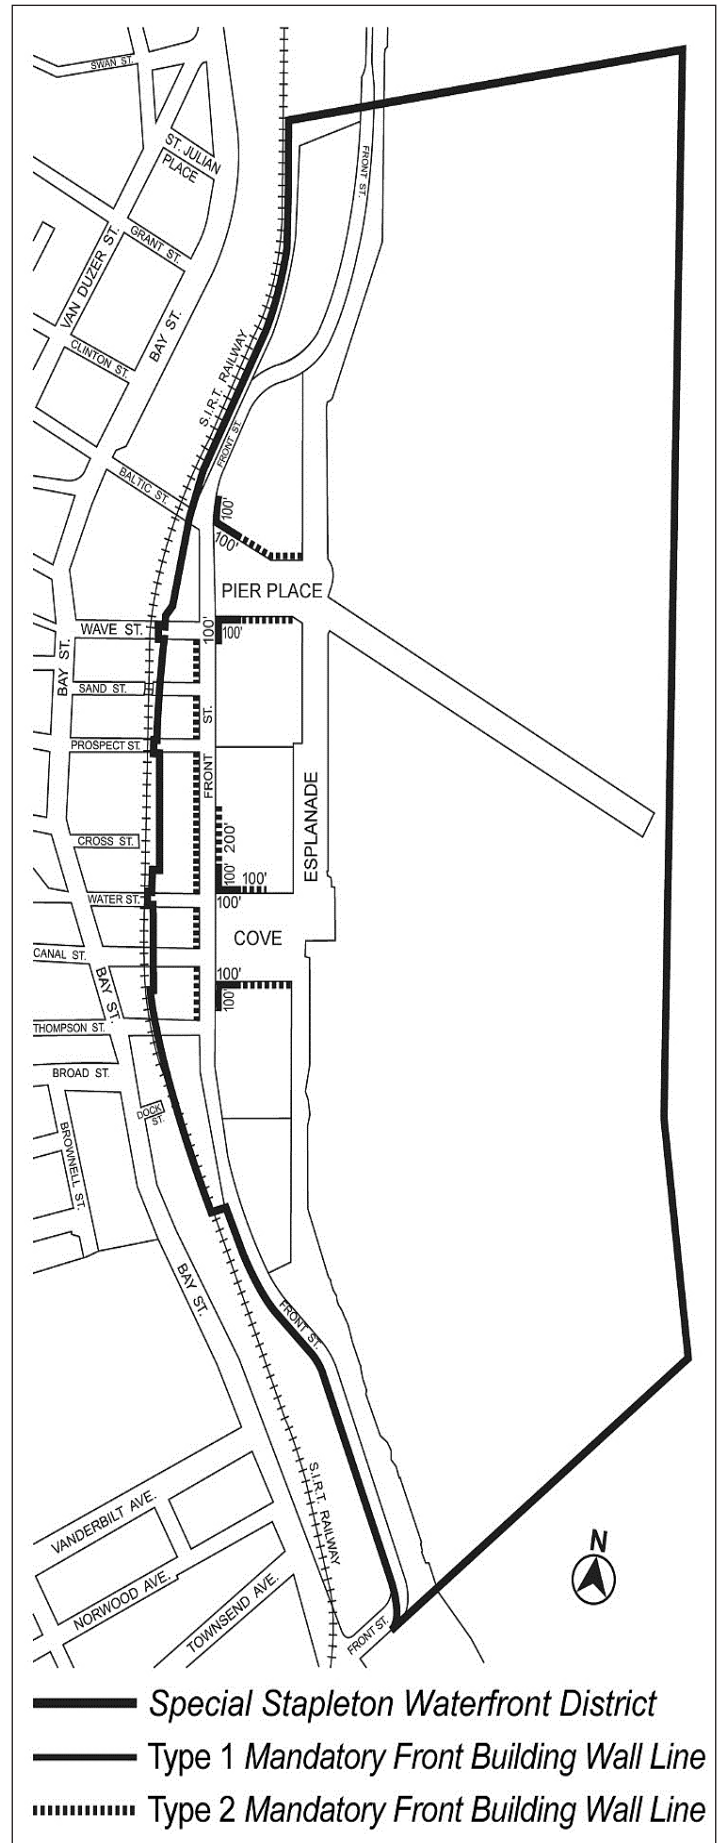 SWAN ST.
ST. JULIAN
PLACE
FRONT ST.
GRANT ST.
VAN DUZER ST.
BAY ST.
CLINTON ST.
S.I.R.T. RAILWAY
FRONT ST.
BALTIC ST.
100'
100'
PIER PLACE
WAVE ST.
100'
100'
BAY ST.
SAND ST.
FRONT ST.
PROSPECT ST.
ESPLANADE
200'
CROSS ST.
100'
100'
WATER ST.
100'
COVE
CANAL ST.
BAY ST.
100'
100'
THOMPSON ST.
BROAD ST.
DOCK
ST.
BROWNELL ST.
BAY ST.
FRONT ST.
S.I.R.T. RAILWAY
VANDERBILT AVE.
N
NORWOOD AVE.
TOWNSEND AVE.
FRONT ST.
Special Stapleton Waterfront District
Type 1 Mandatory Front Building Wall Line
Type 2 Mandatory Front Building Wall Line